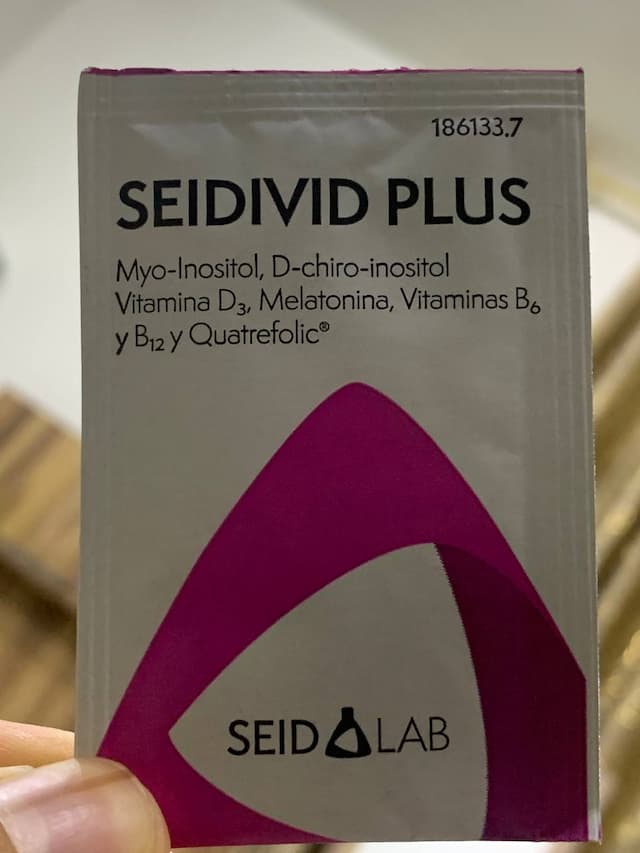 186133.7
SEIDIVID PLUS
Myo-Inositol, D-chiro-inositol
Vitamina D₃, Melatonina, Vitaminas B₆
y B₁₂ y Quatrefolic®
SEID LAB